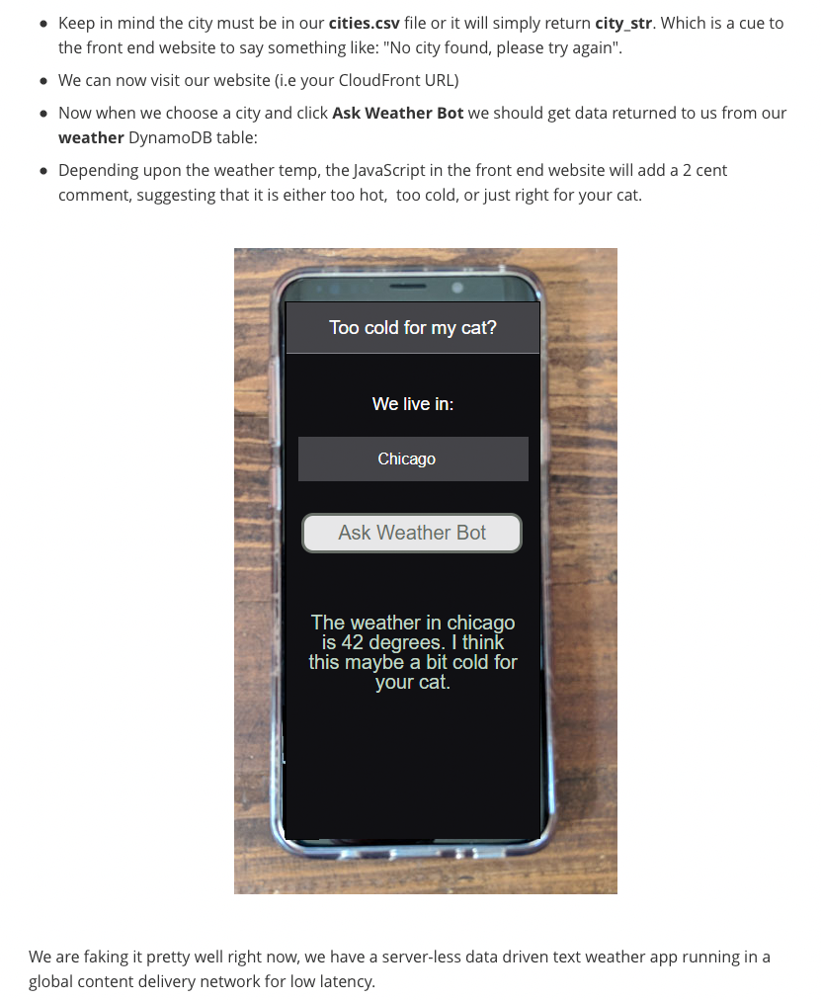 Keep in mind the city must be in our cities.csv file or it will simply return city_str. Which is a cue to
the front end website to say something like: "No city found, please try again".
We can now visit our website (i.e your CloudFront URL)
Now when we choose a city and click Ask Weather Bot we should get data returned to us from our
weather DynamoDB table:
Depending upon the weather temp, the JavaScript in the front end website will add a 2 cent
comment, suggesting that it is either too hot,  too cold, or just right for your cat.
Too cold for my cat?
We live in:
Chicago
Ask Weather Bot
The weather in chicago
is 42 degrees. I think
this maybe a bit cold for
your cat.
We are faking it pretty well right now, we have a server-less data driven text weather app running in a
global content delivery network for low latency.